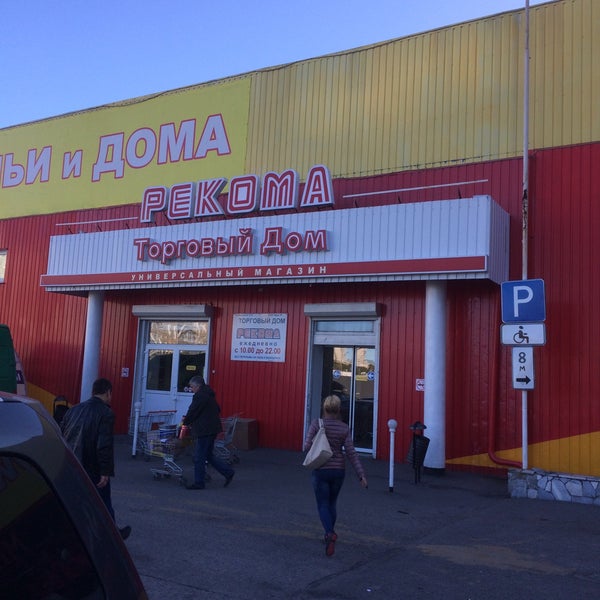 ЬИ и ДОМА
РЕКОМА
Торговый Дом
УНИВЕРСАЛЬНЫЙ МАГАЗИН
ТОРГОВЫЙ ДОМ
РЕКОМА
ежедневно
с 10.00 до 22.00
P
8 м